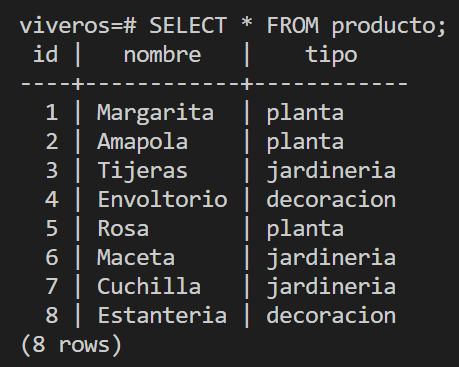 viveros=# SELECT * FROM producto;
 id |   nombre   |    tipo
----+------------+------------
  1 | Margarita  | planta
  2 | Amapola    | planta
  3 | Tijeras    | jardineria
  4 | Envoltorio | decoracion
  5 | Rosa       | planta
  6 | Maceta     | jardineria
  7 | Cuchilla   | jardineria
  8 | Estanteria | decoracion
(8 rows)